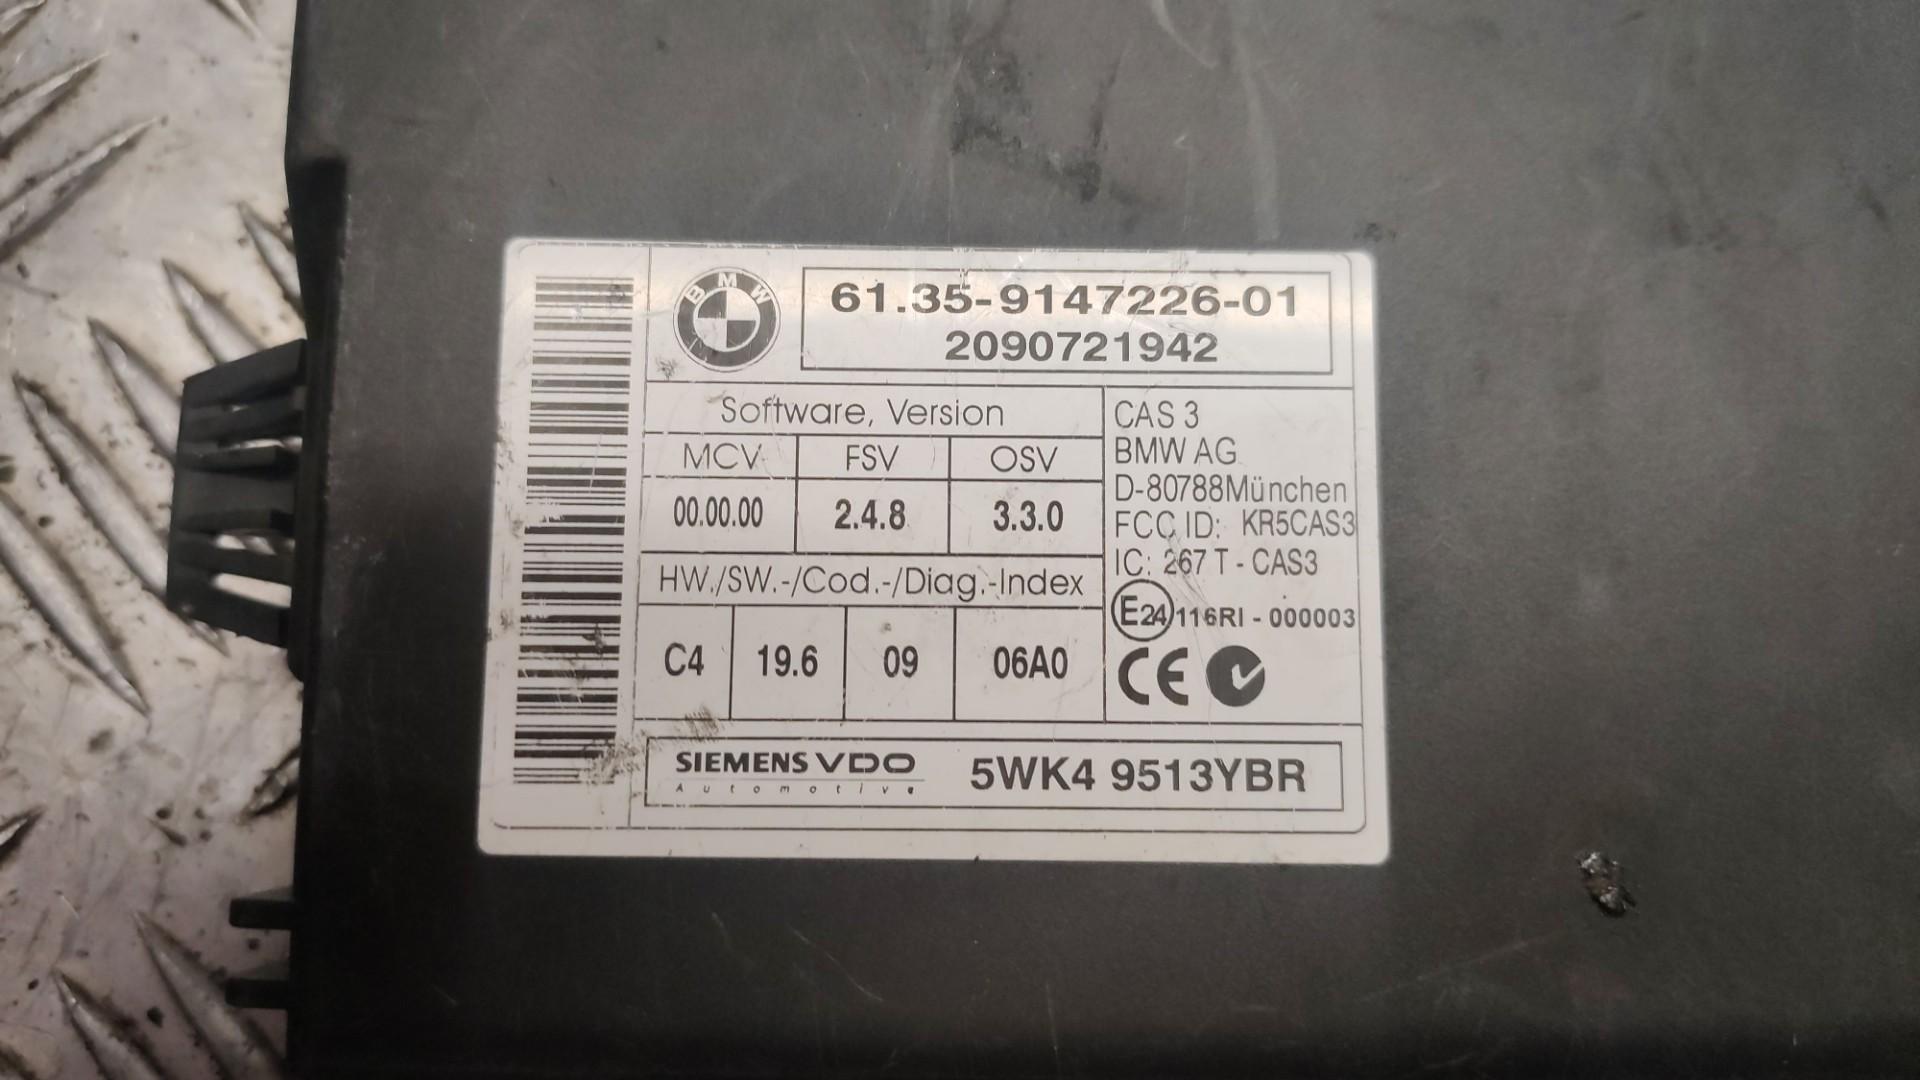 BMW
61.35-9147226-01
2090721942
Software, Version
MCV FSV OSV
00.00.00 2.4.8 3.3.0
HW./SW.-/Cod.-/Diag.-Index
C4 19.6 09 06A0
CAS 3
BMW AG
D-80788München
FCC ID: KR5CAS3
IC: 267 T - CAS3
E24 116RI - 000003
CE
SIEMENS VDO
Automotive
5WK4 9513YBR